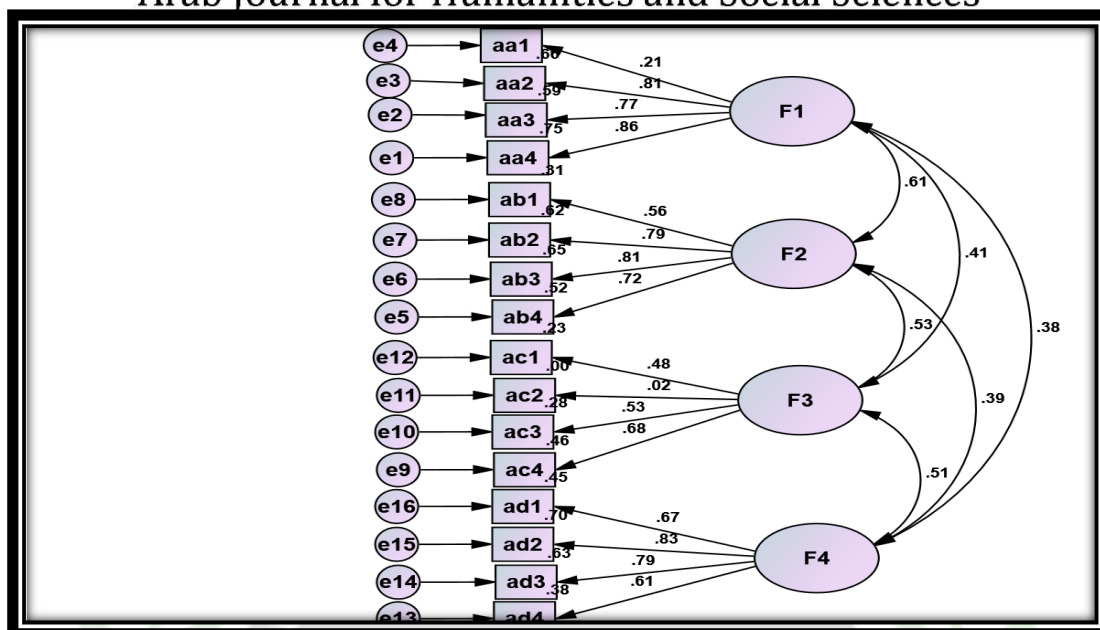 Arab Journal for Humanities and Social Sciences
e4 aa1 .66 .21
e3 aa2 .59 .81
e2 aa3 .75 .77
e1 aa4 .31 .86
F1
e8 ab1 .62 .56
e7 ab2 .65 .79
e6 ab3 .52 .81
e5 ab4 .23 .72
F2
e12 ac1 .00 .48
e11 ac2 .28 .02
e10 ac3 .46 .53
e9 ac4 .45 .68
F3
e16 ad1 .70 .67
e15 ad2 .63 .83
e14 ad3 .38 .79
e13 ad4 .61
F4
.61
.41
.38
.53
.39
.51